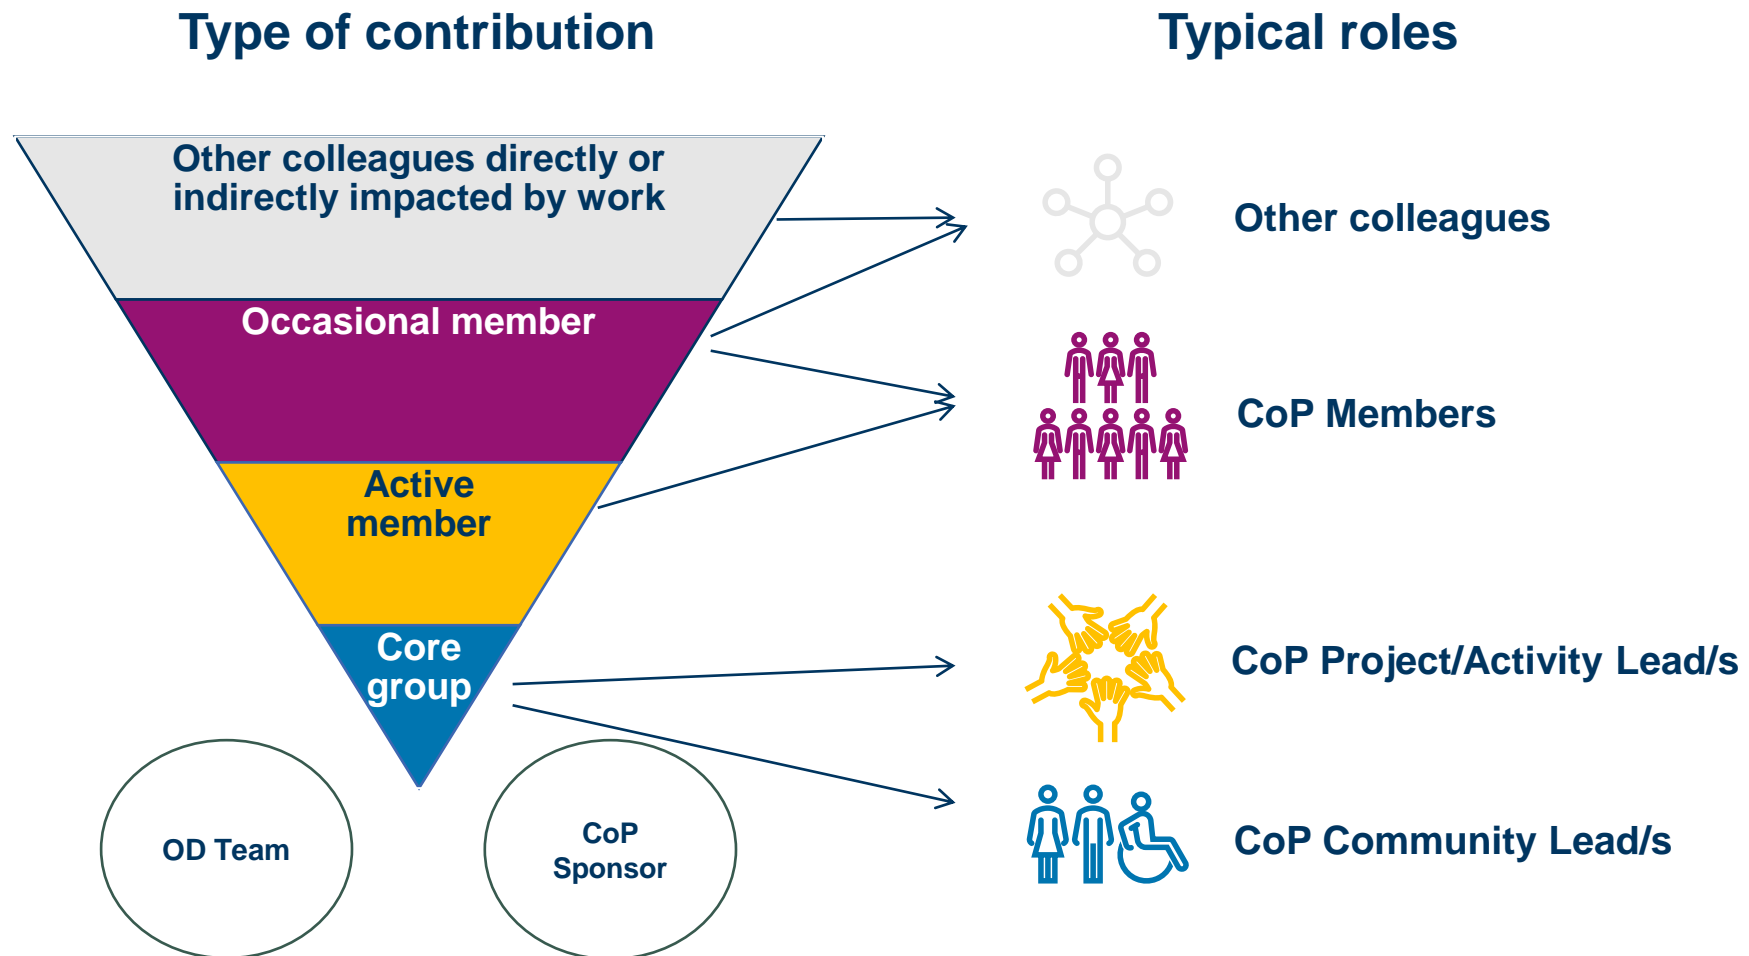 Type of contribution
Typical roles
Other colleagues directly or
indirectly impacted by work
Other colleagues
Occasional member
CoP Members
Active
member
Core
group
CoP Project/Activity Lead/s
OD Team
CoP
Sponsor
CoP Community Lead/s